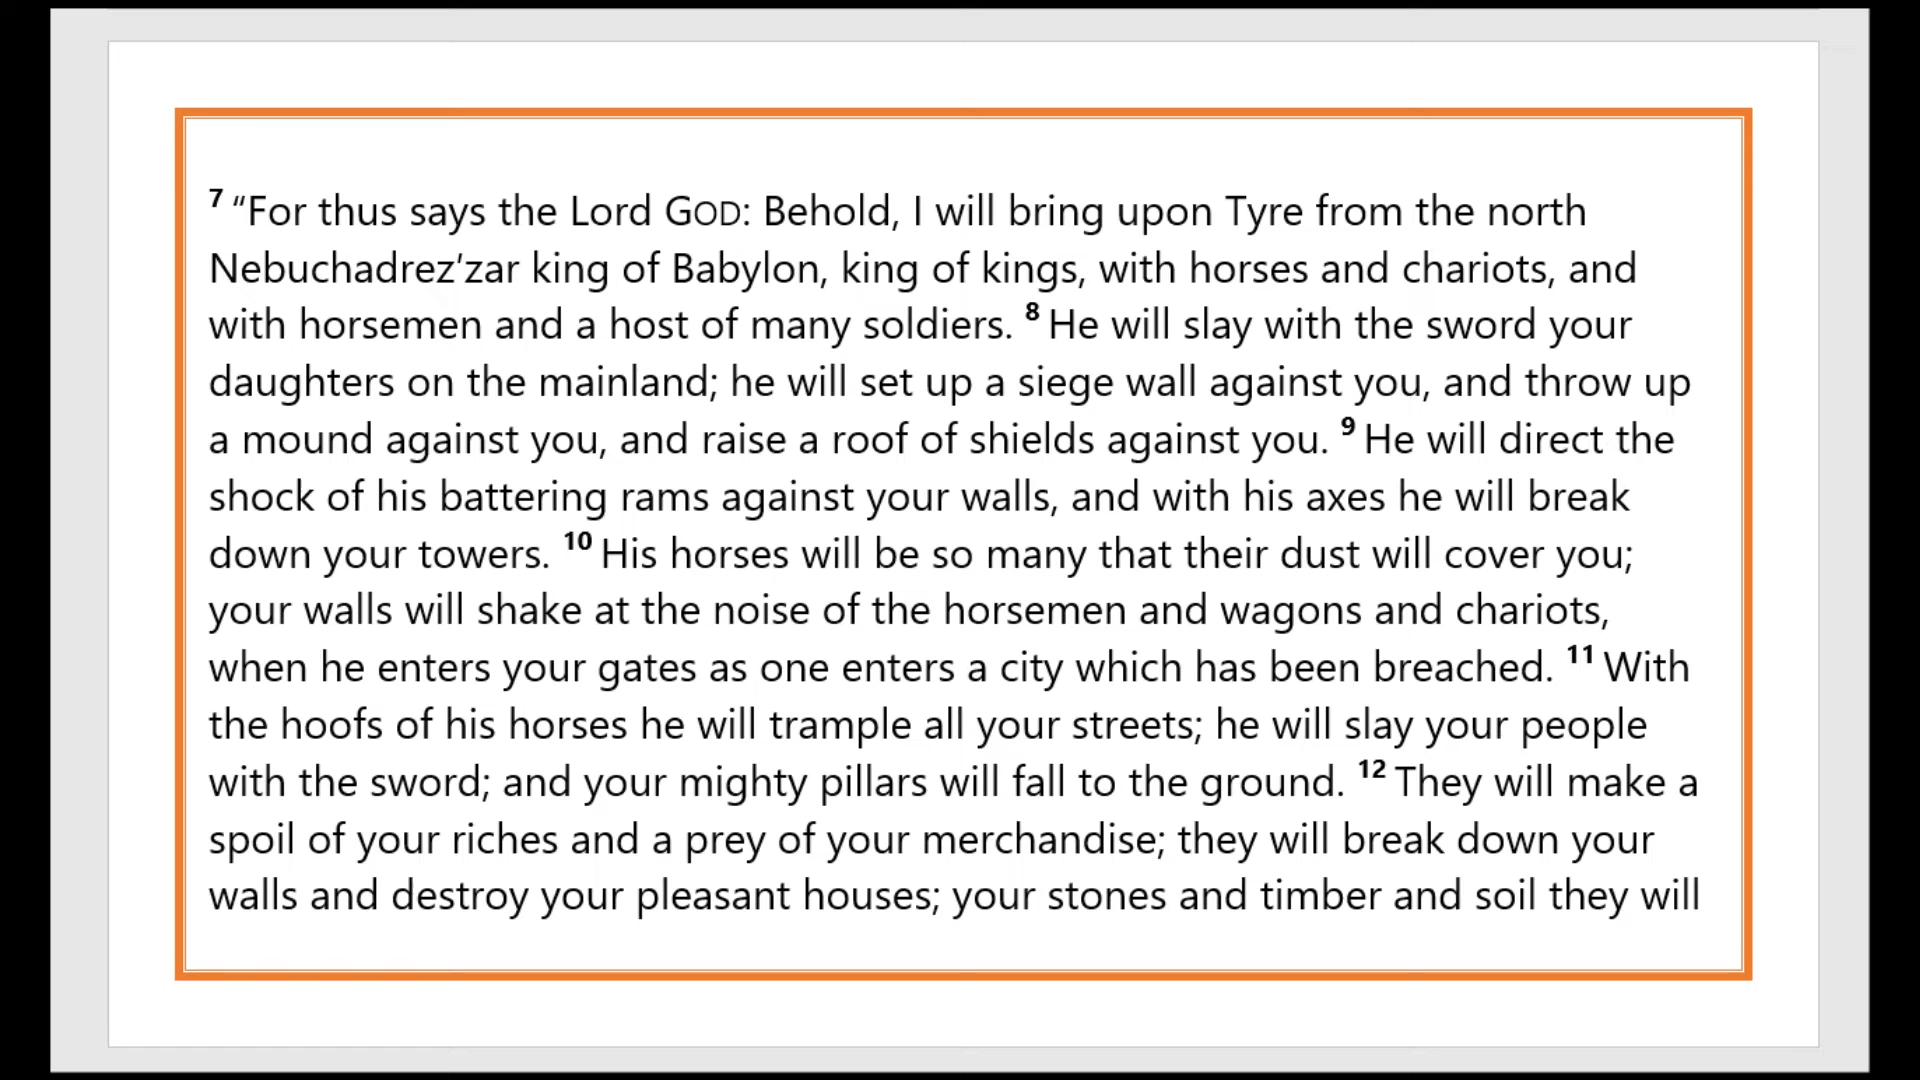 7 “For thus says the Lord GOD: Behold, I will bring upon Tyre from the north
Nebuchadrez′zar king of Babylon, king of kings, with horses and chariots, and
with horsemen and a host of many soldiers. 8 He will slay with the sword your
daughters on the mainland; he will set up a siege wall against you, and throw up
a mound against you, and raise a roof of shields against you. 9 He will direct the
shock of his battering rams against your walls, and with his axes he will break
down your towers. 10 His horses will be so many that their dust will cover you;
your walls will shake at the noise of the horsemen and wagons and chariots,
when he enters your gates as one enters a city which has been breached. 11 With
the hoofs of his horses he will trample all your streets; he will slay your people
with the sword; and your mighty pillars will fall to the ground. 12 They will make a
spoil of your riches and a prey of your merchandise; they will break down your
walls and destroy your pleasant houses; your stones and timber and soil they will